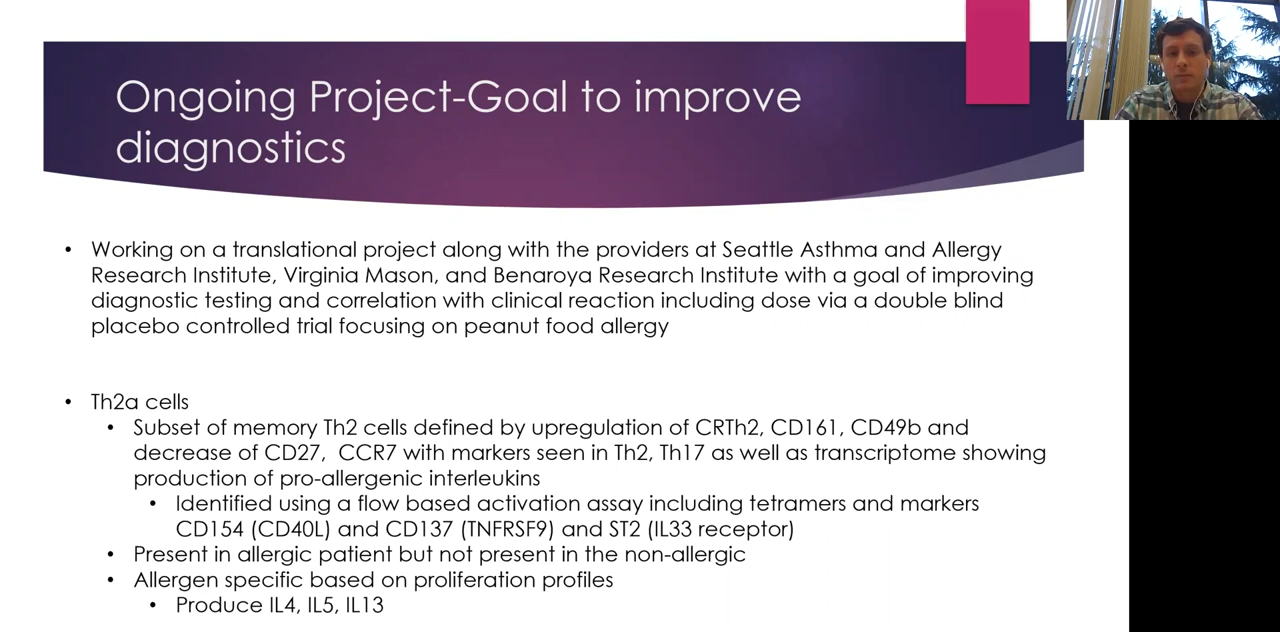 Ongoing Project-Goal to improve
diagnostics
• Working on a translational project along with the providers at Seattle Asthma and Allergy
Research Institute, Virginia Mason, and Benaroya Research Institute with a goal of improving
diagnostic testing and correlation with clinical reaction including dose via a double blind
placebo controlled trial focusing on peanut food allergy
• Th2a cells
• Subset of memory Th2 cells defined by upregulation of CRTh2, CD161, CD49b and
decrease of CD27, CCR7 with markers seen in Th2, Th17 as well as transcriptome showing
production of pro-allergenic interleukins
• Identified using a flow based activation assay including tetramers and markers
CD154 (CD40L) and CD137 (TNFRSF9) and ST2 (IL33 receptor)
• Present in allergic patient but not present in the non-allergic
• Allergen specific based on proliferation profiles
• Produce IL4, IL5, IL13